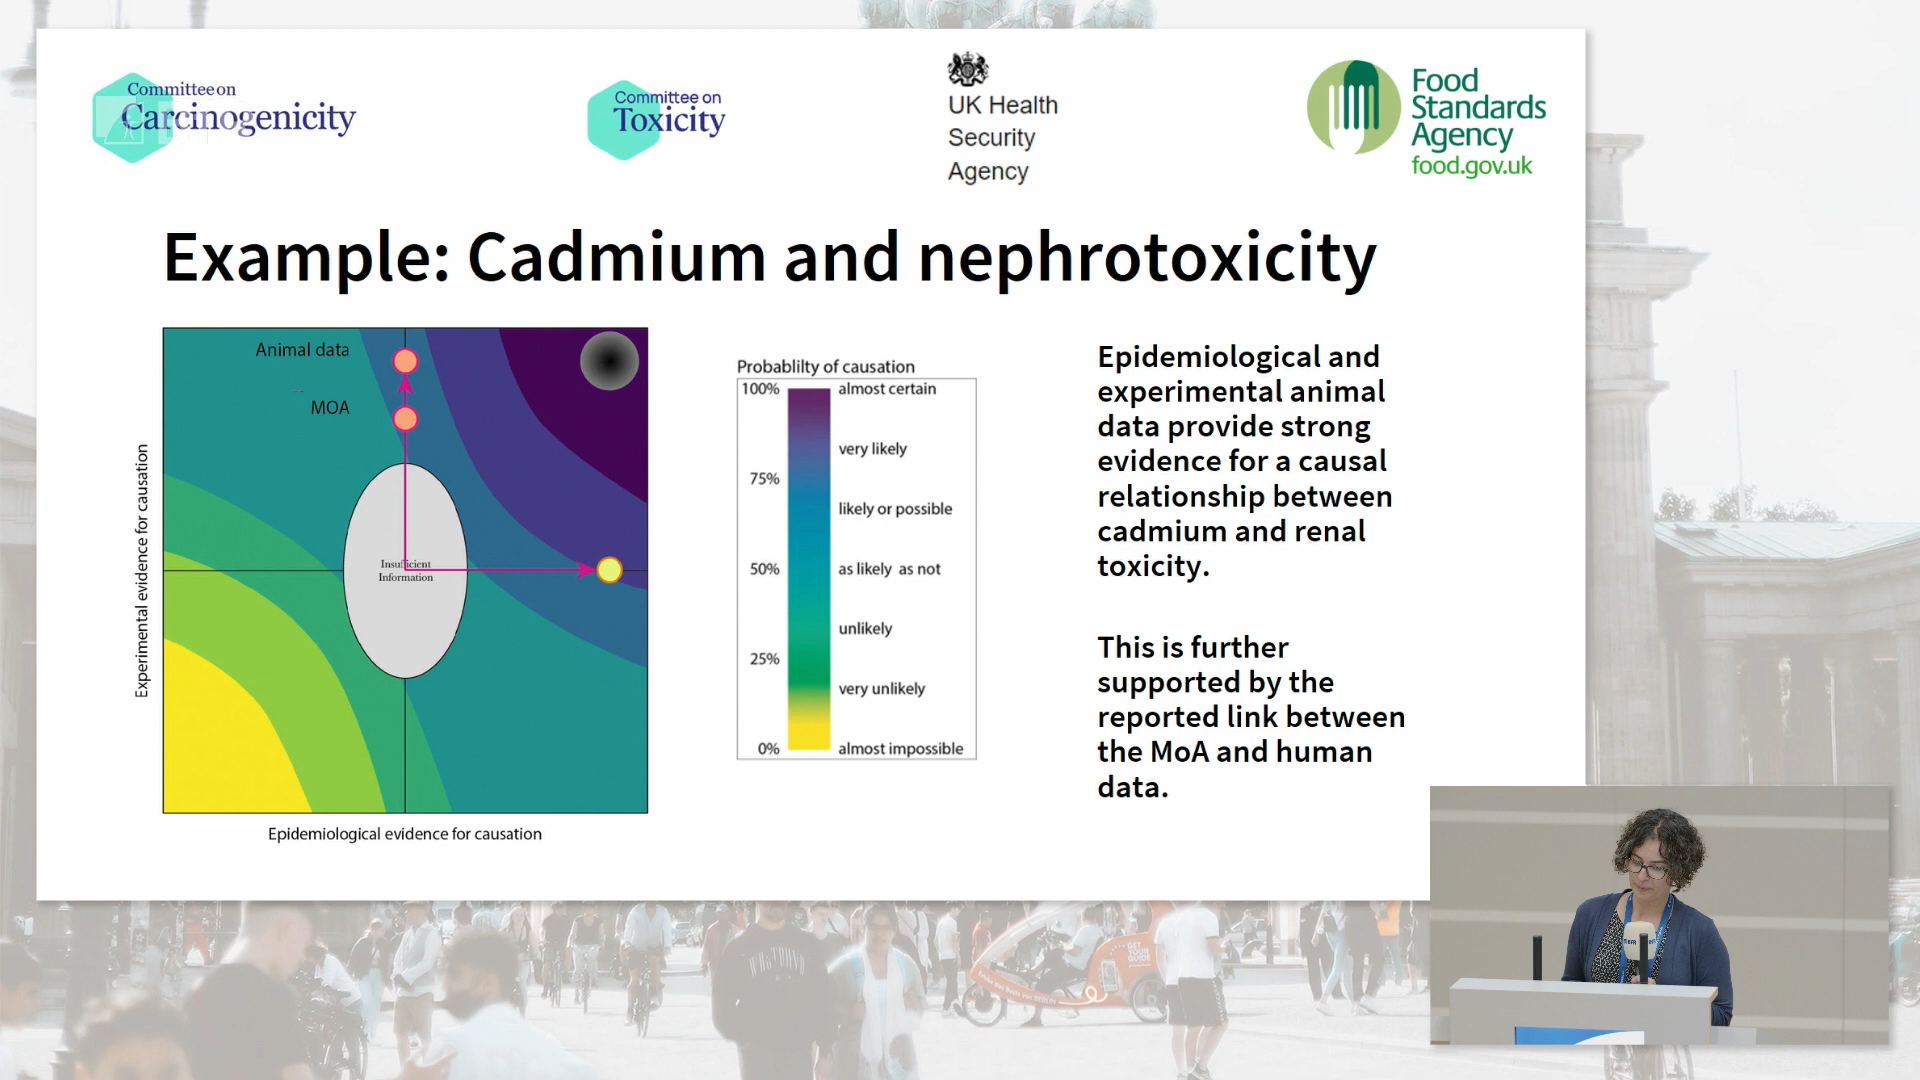 Committee on
Carcinogenicity
Committee on
Toxicity
UK Health
Security
Agency
Food
Standards
Agency
food.gov.uk
Example: Cadmium and nephrotoxicity
Animal data
MOA
Insufficient
Information
Experimental evidence for causation
Epidemiological evidence for causation
Probablilty of causation
100% almost certain
very likely
75%
likely or possible
50% as likely as not
unlikely
25%
very unlikely
0% almost impossible
Epidemiological and
experimental animal
data provide strong
evidence for a causal
relationship between
cadmium and renal
toxicity.
This is further
supported by the
reported link between
the MoA and human
data.
GET
YOUR
GUIDE